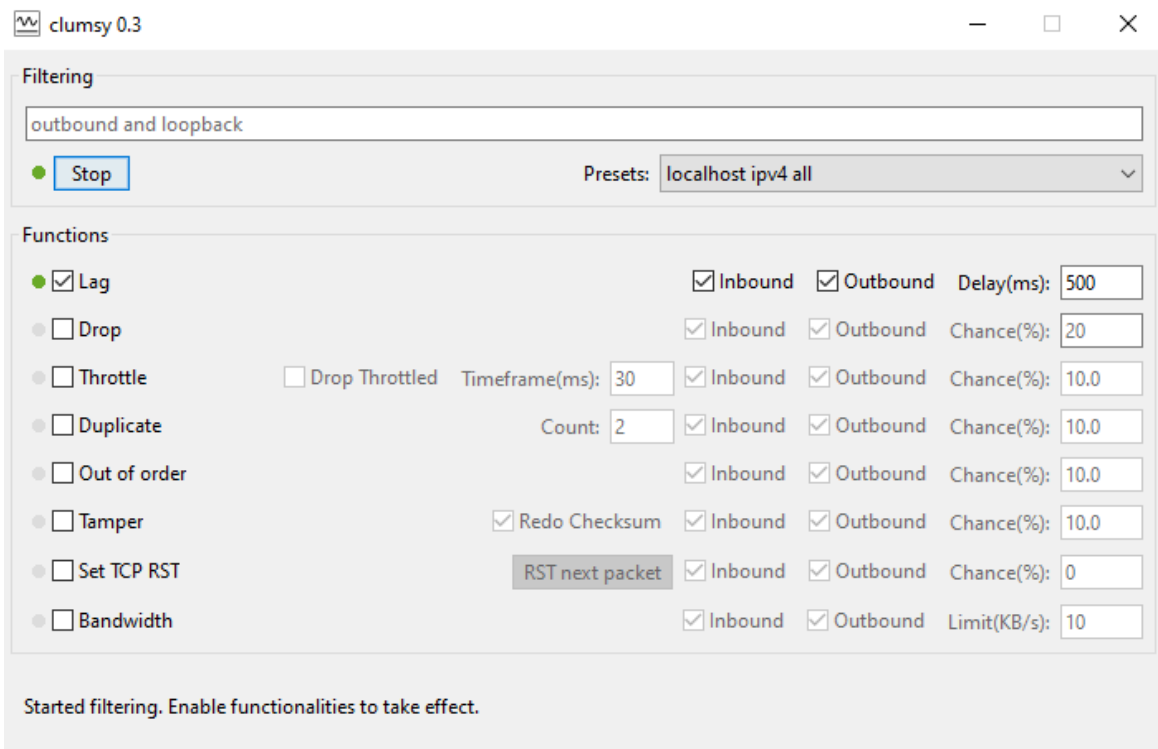 clumsy 0.3
Filtering
outbound and loopback
Stop Presets: localhost ipv4 all
Functions
Lag Inbound Outbound Delay(ms): 500
Drop Inbound Outbound Chance(%): 20
Throttle Drop Throttled Timeframe(ms): 30 Inbound Outbound Chance(%): 10.0
Duplicate Count: 2 Inbound Outbound Chance(%): 10.0
Out of order Inbound Outbound Chance(%): 10.0
Tamper Redo Checksum Inbound Outbound Chance(%): 10.0
Set TCP RST RST next packet Inbound Outbound Chance(%): 0
Bandwidth Inbound Outbound Limit(KB/s): 10
Started filtering. Enable functionalities to take effect.